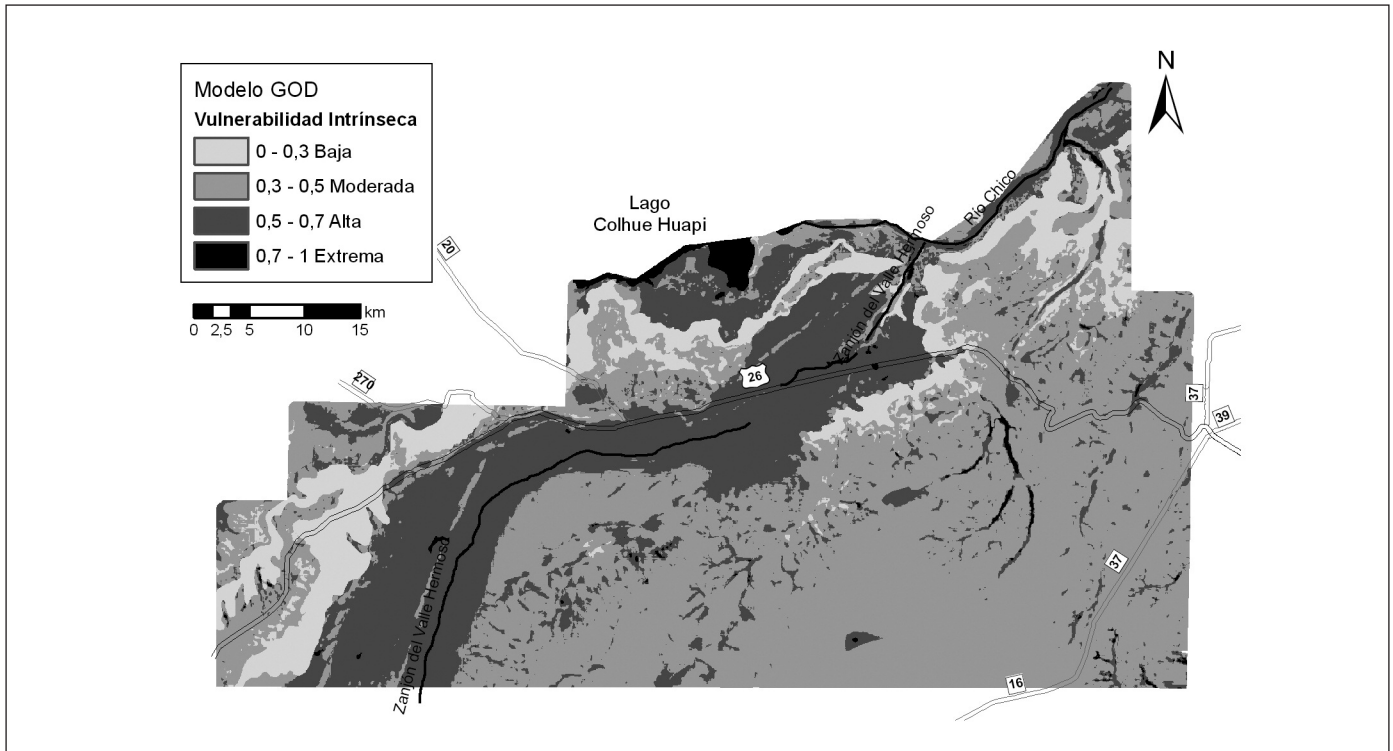 Modelo GOD
Vulnerabilidad Intrínseca
0 - 0,3 Baja
0,3 - 0,5 Moderada
0,5 - 0,7 Alta
0,7 - 1 Extrema
0 2,5 5 10 15 km
N
Lago
Colhue Huapi
Río Chico
Zanjón del Valle Hermoso
20
26
270
37
39
37
16
Zanjón del Valle Hermoso